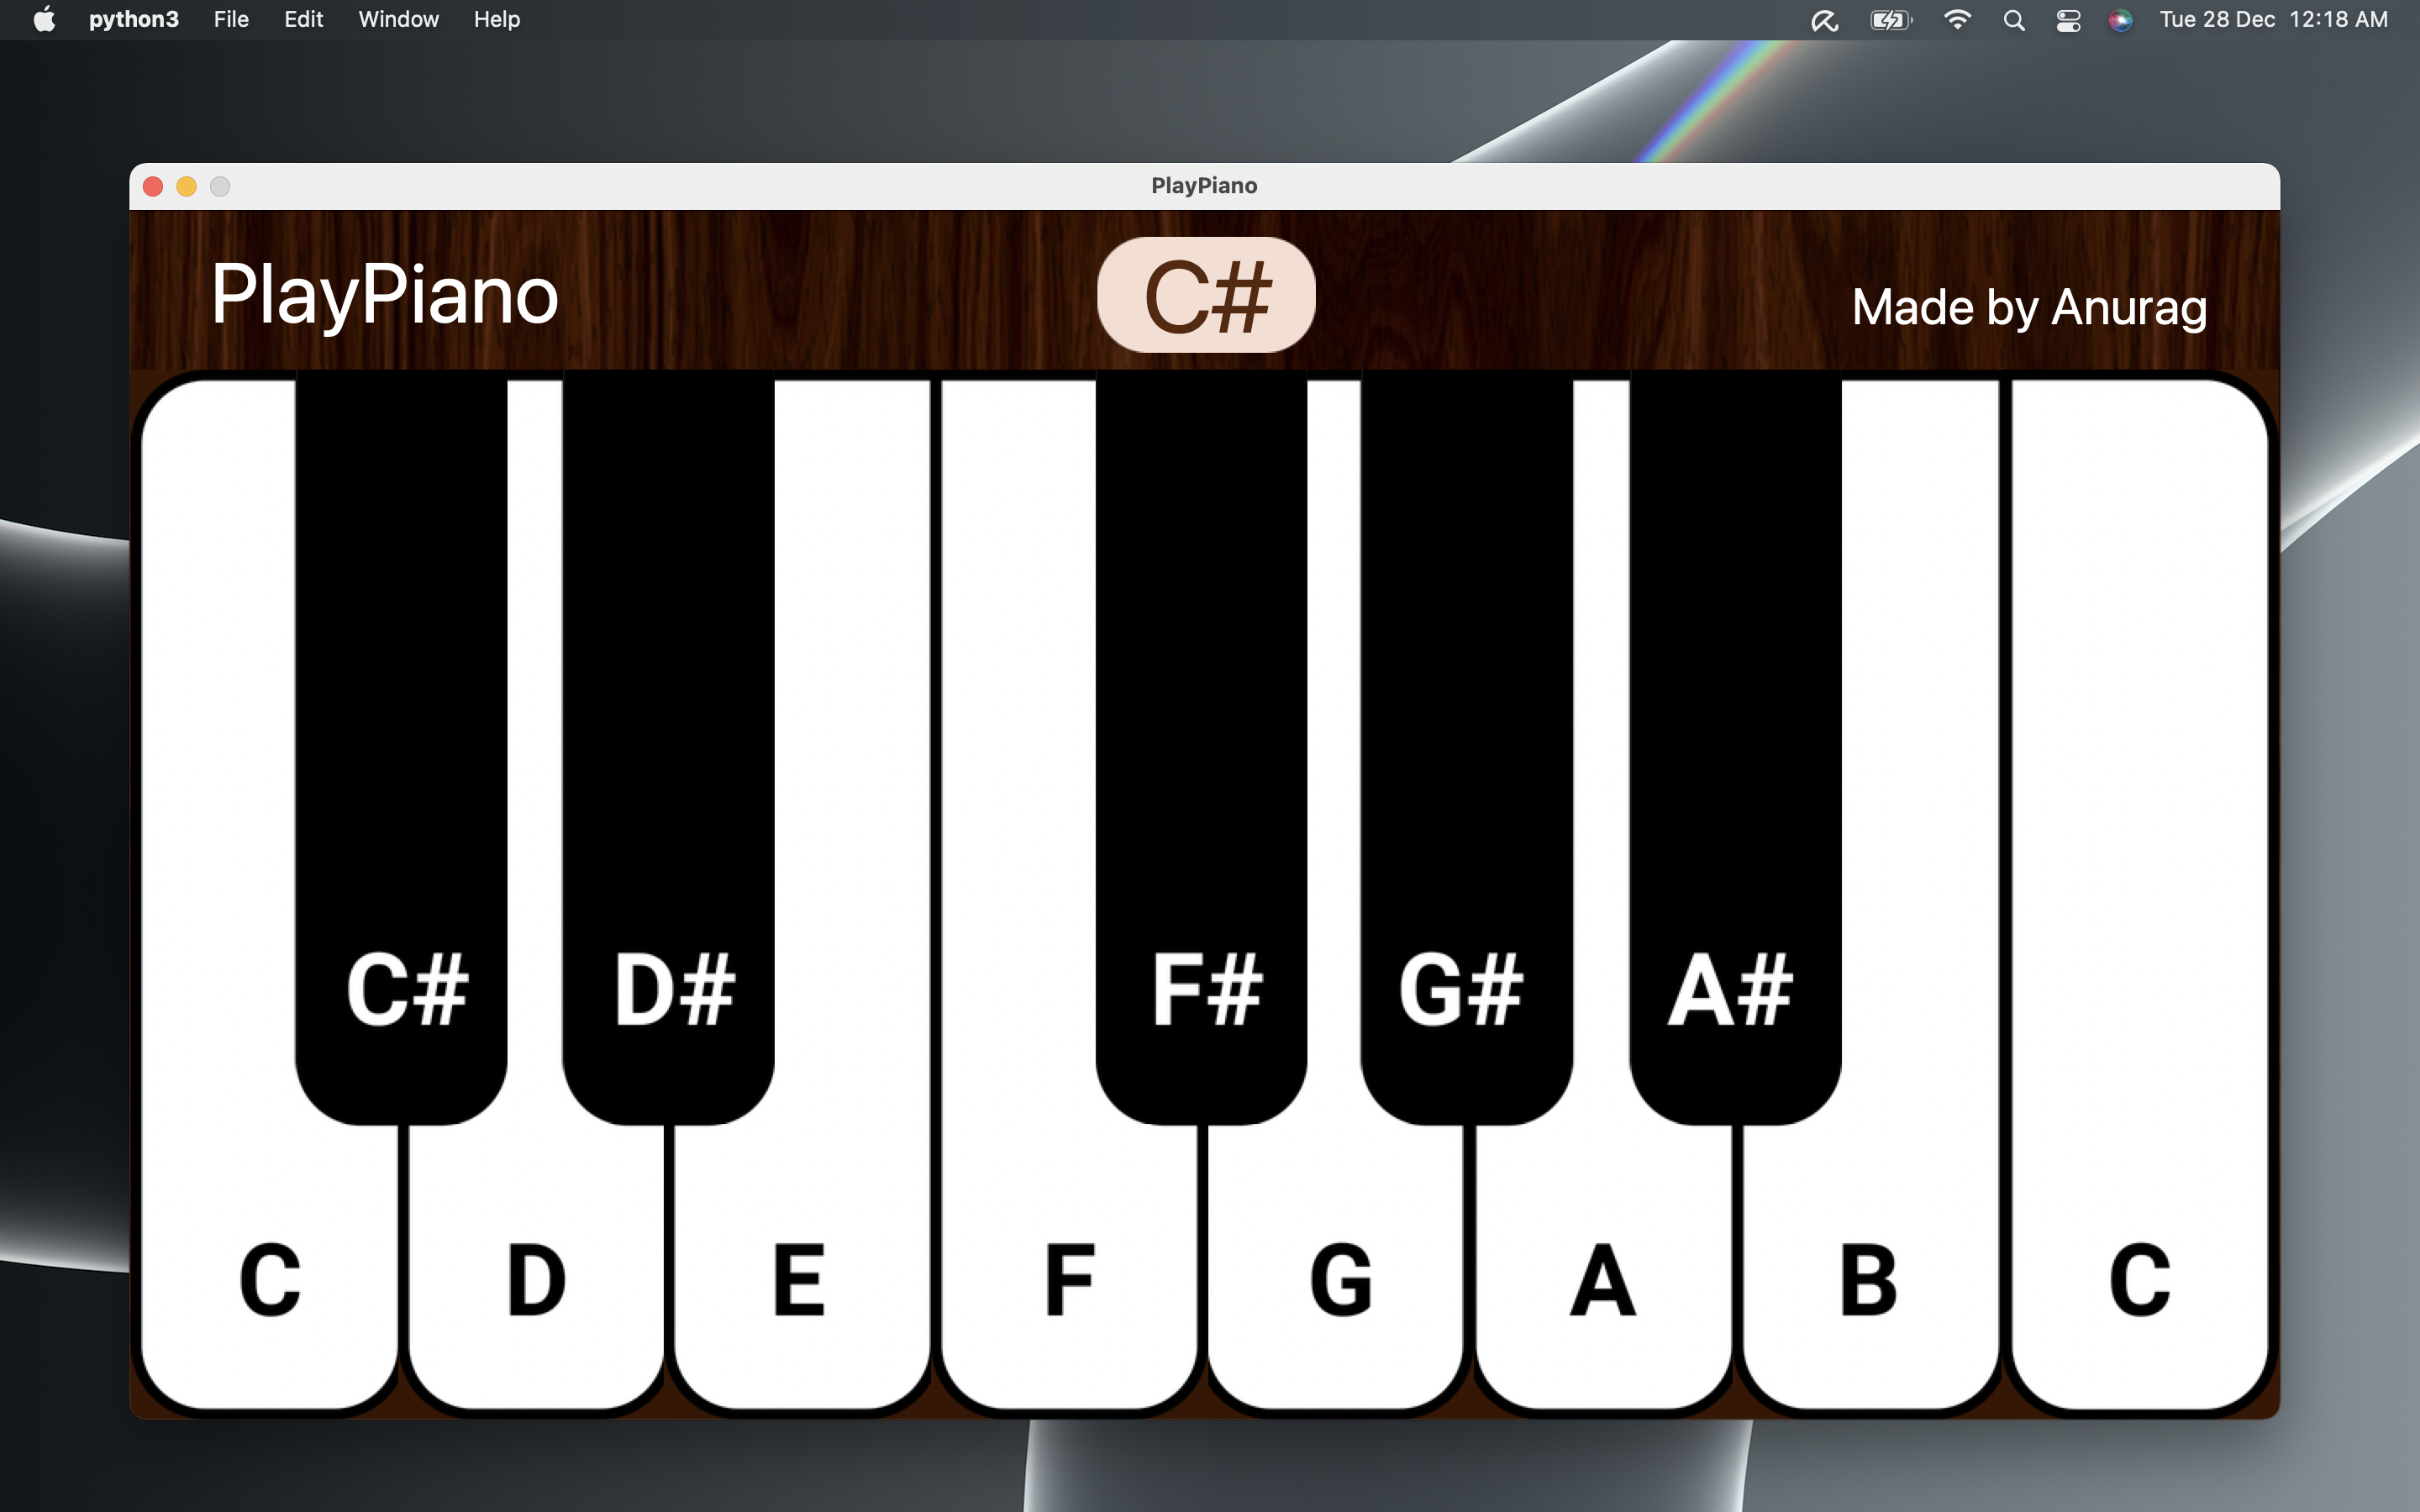 python3 File Edit Window Help Tue 28 Dec 12:18 AM
PlayPiano
PlayPiano C# Made by Anurag
C# D# F# G# A#
C D E F G A B C